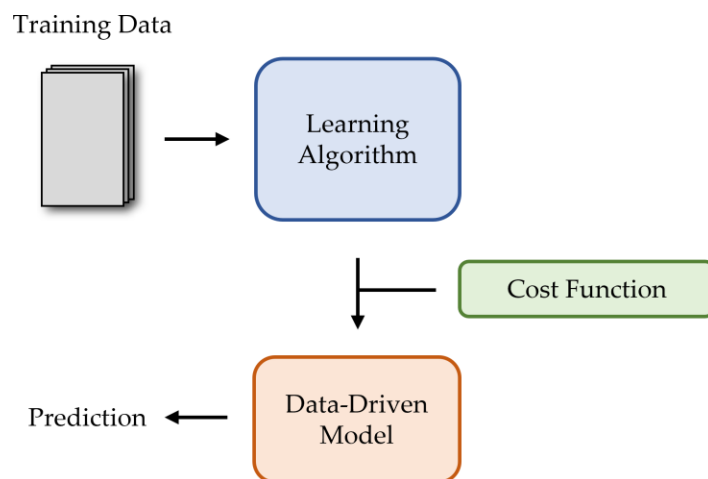 Training Data
Learning
Algorithm
Cost Function
Data-Driven
Model
Prediction